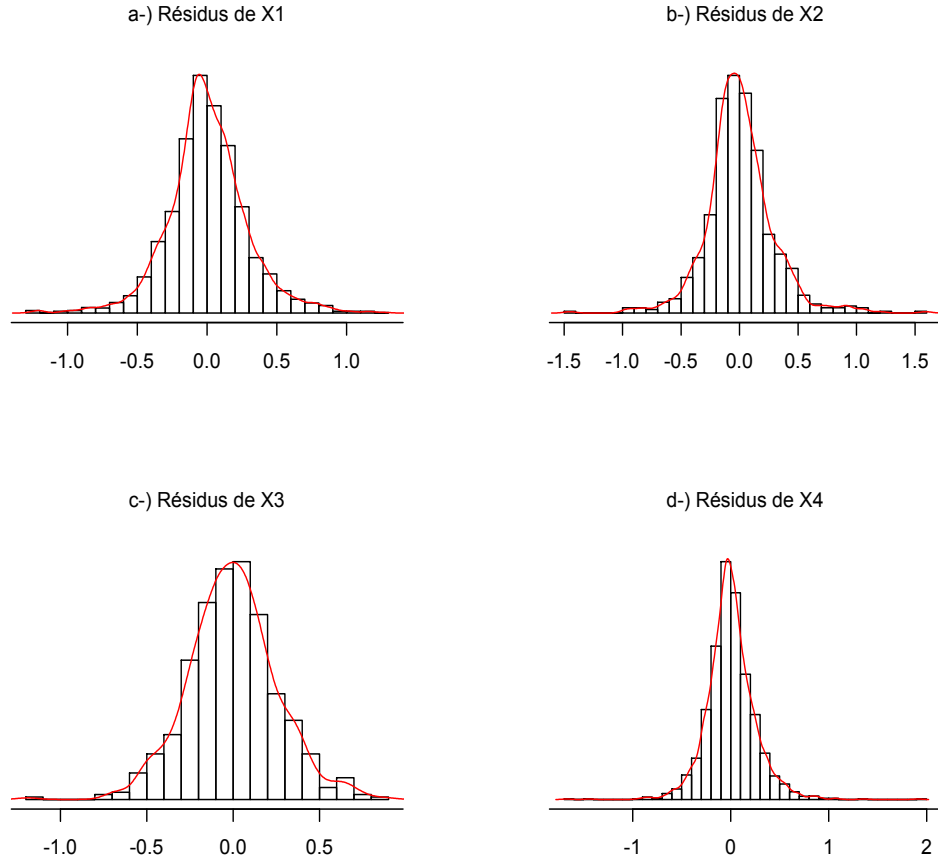 a-) Résidus de X1
-1.0 -0.5 0.0 0.5 1.0
b-) Résidus de X2
-1.5 -1.0 -0.5 0.0 0.5 1.0 1.5
c-) Résidus de X3
-1.0 -0.5 0.0 0.5
d-) Résidus de X4
-1 0 1 2